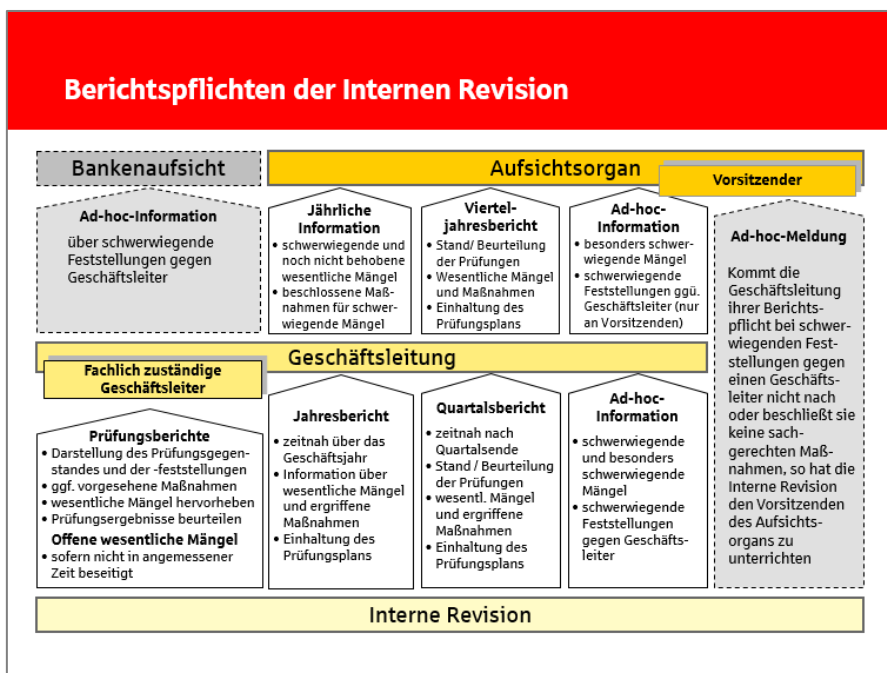 Berichtspflichten der Internen Revision
Bankenaufsicht
Aufsichtsorgan
Vorsitzender
Ad-hoc-Information
über schwerwiegende
Feststellungen gegen
Geschäftsleiter
Jährliche
Information
• schwerwiegende und
noch nicht behobene
wesentliche Mängel
• beschlossene Maß-
nahmen für schwer-
wiegende Mängel
Viertel-
jahresbericht
• Stand/ Beurteilung
der Prüfungen
• Wesentliche Mängel
und Maßnahmen
• Einhaltung des
Prüfungsplans
Ad-hoc-
Information
• besonders schwer-
wiegende Mängel
• schwerwiegende
Feststellungen ggü.
Geschäftsleiter (nur
an Vorsitzenden)
Ad-hoc-Meldung
Kommt die
Geschäftsleitung
ihrer Berichts-
pflicht bei schwer-
wiegenden Fest-
stellungen gegen
einen Geschäfts-
leiter nicht nach
oder beschließt sie
keine sach-
gerechten Maß-
nahmen, so hat die
Interne Revision
den Vorsitzenden
des Aufsichts-
organs zu
unterrichten
Geschäftsleitung
Fachlich zuständige
Geschäftsleiter
Prüfungsberichte
• Darstellung des Prüfungsgegen-
standes und der -feststellungen
• ggf. vorgesehene Maßnahmen
• wesentliche Mängel hervorheben
• Prüfungsergebnisse beurteilen
Offene wesentliche Mängel
• sofern nicht in angemessener
Zeit beseitigt
Jahresbericht
• zeitnah über das
Geschäftsjahr
• Information über
wesentliche Mängel
und ergriffene
Maßnahmen
• Einhaltung des
Prüfungsplans
Quartalsbericht
• zeitnah nach
Quartalsende
• Stand / Beurteilung
der Prüfungen
• wesentl. Mängel
und ergriffene
Maßnahmen
• Einhaltung des
Prüfungsplans
Ad-hoc-
Information
• schwerwiegende
und besonders
schwerwiegende
Mängel
• schwerwiegende
Feststellungen
gegen Geschäfts-
leiter
Interne Revision